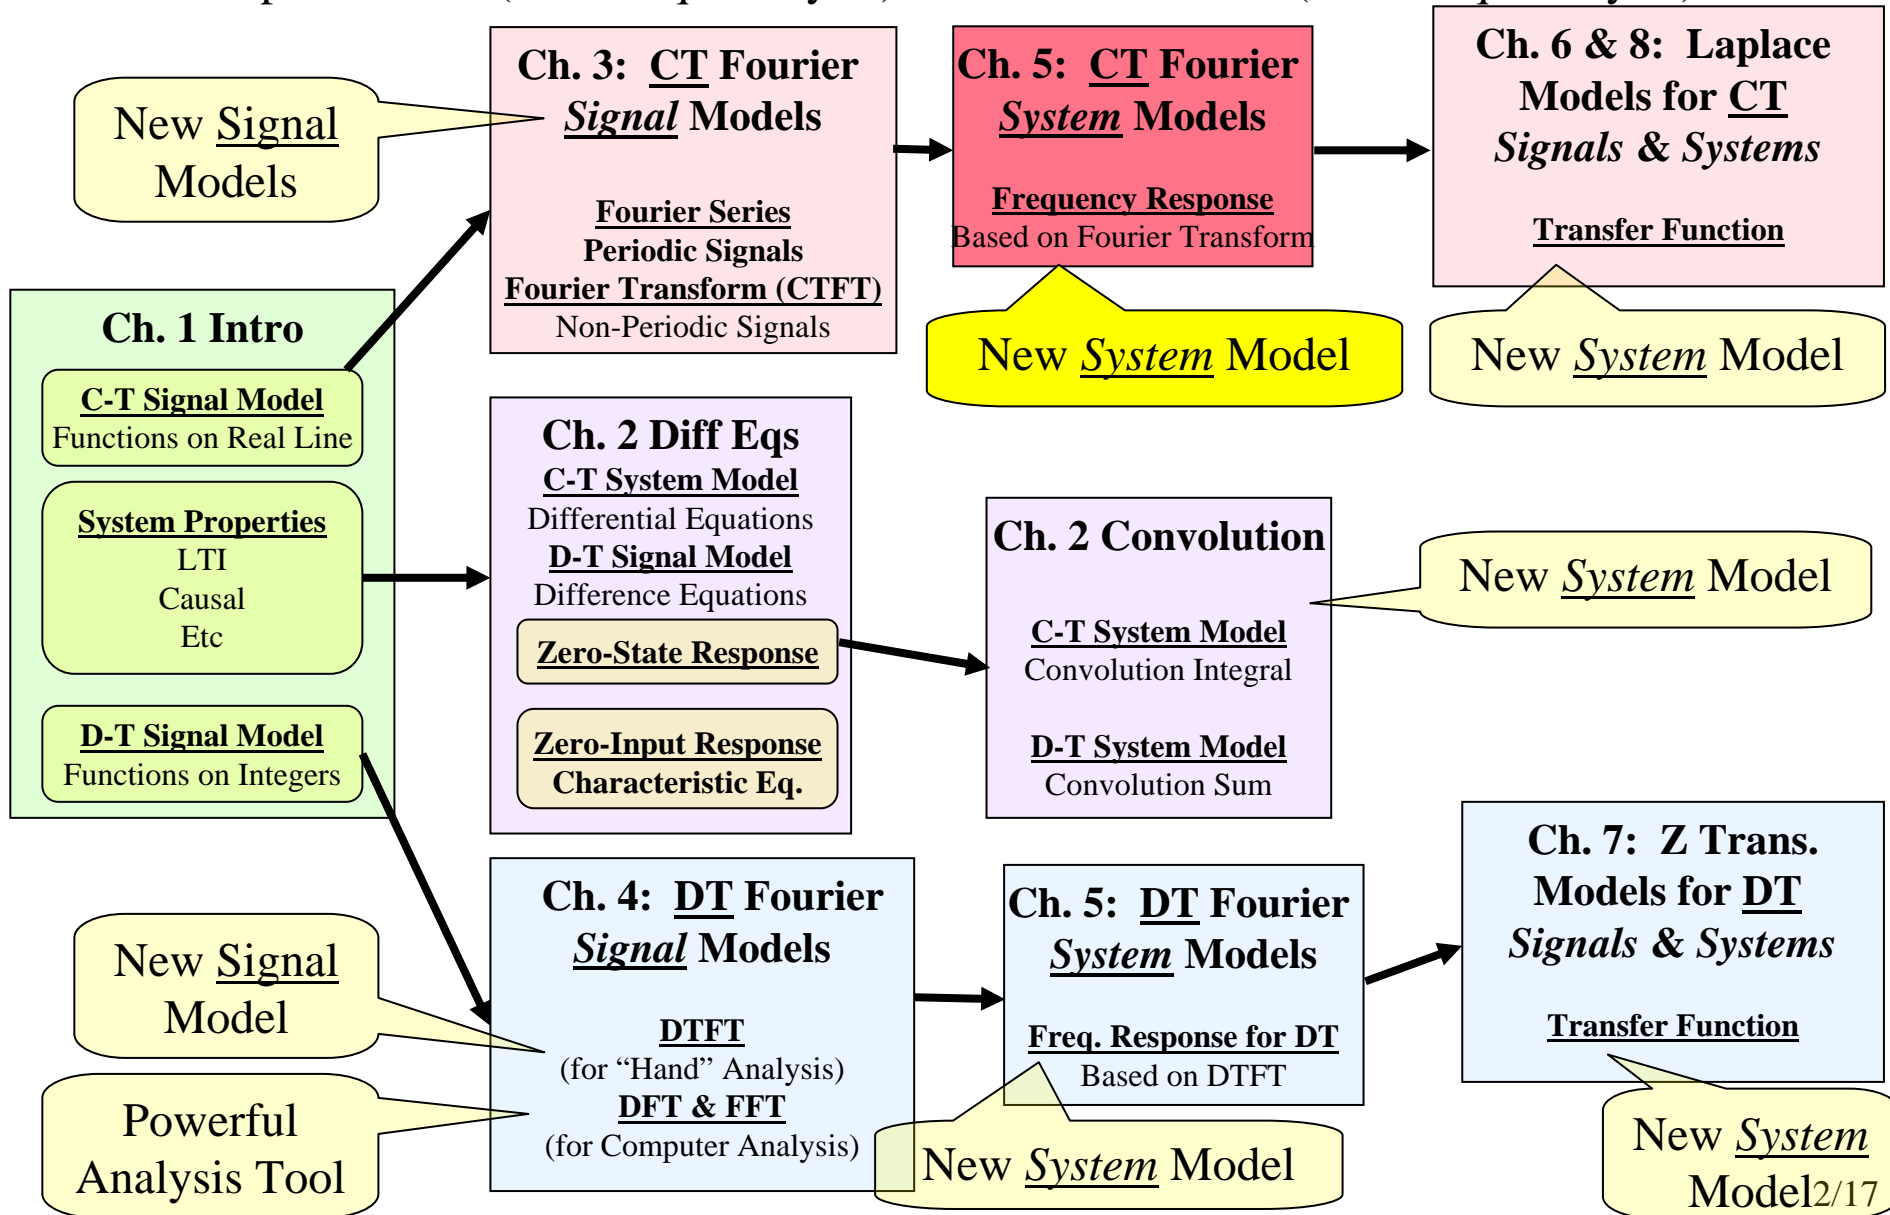 Ch. 3: CT Fourier
Signal Models
Fourier Series
Periodic Signals
Fourier Transform (CTFT)
Non-Periodic Signals
New Signal
Models
Ch. 5: CT Fourier
System Models
Frequency Response
Based on Fourier Transform
New System Model
Ch. 6 & 8: Laplace
Models for CT
Signals & Systems
Transfer Function
New System Model
Ch. 1 Intro
C-T Signal Model
Functions on Real Line
System Properties
LTI
Causal
Etc
D-T Signal Model
Functions on Integers
Ch. 2 Diff Eqs
C-T System Model
Differential Equations
D-T Signal Model
Difference Equations
Zero-State Response
Zero-Input Response
Characteristic Eq.
Ch. 2 Convolution
C-T System Model
Convolution Integral
D-T System Model
Convolution Sum
New System Model
Ch. 4: DT Fourier
Signal Models
DTFT
(for “Hand” Analysis)
DFT & FFT
(for Computer Analysis)
New Signal
Model
Powerful
Analysis Tool
Ch. 5: DT Fourier
System Models
Freq. Response for DT
Based on DTFT
New System Model
Ch. 7: Z Trans.
Models for DT
Signals & Systems
Transfer Function
New System
Model
2/17